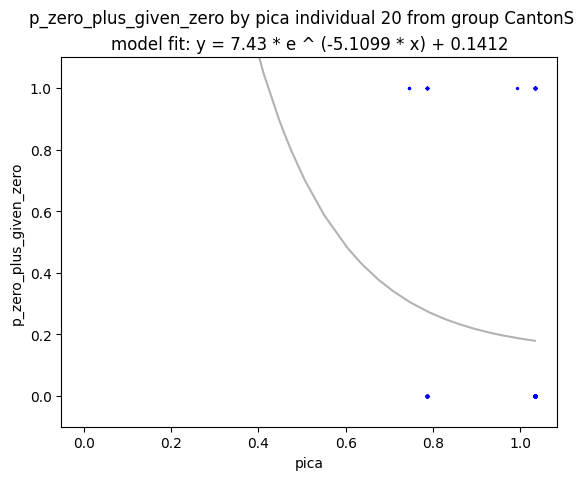 p_zero_plus_given_zero by pica individual 20 from group CantonS
model fit: y = 7.43 * e ^ (-5.1099 * x) + 0.1412
1.0
0.8
0.6
0.4
0.2
0.0
p_zero_plus_given_zero
0.0 0.2 0.4 0.6 0.8 1.0
pica